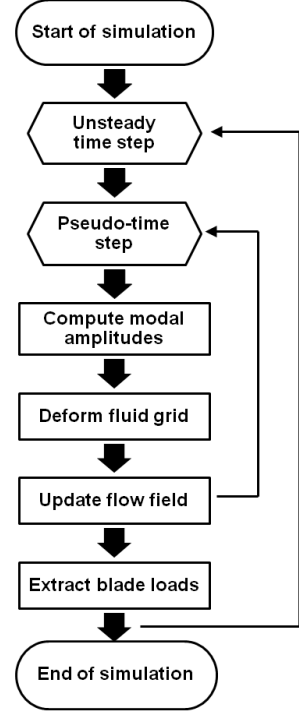 Start of simulation
Unsteady
time step
Pseudo-time
step
Compute modal
amplitudes
Deform fluid grid
Update flow field
Extract blade loads
End of simulation